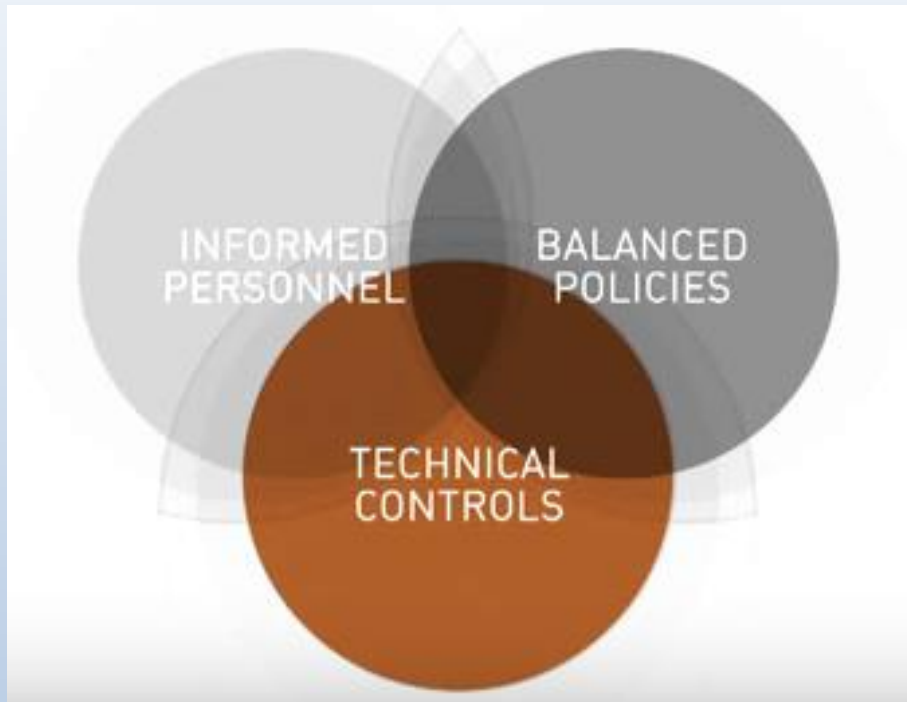 INFORMED
PERSONNEL
BALANCED
POLICIES
TECHNICAL
CONTROLS